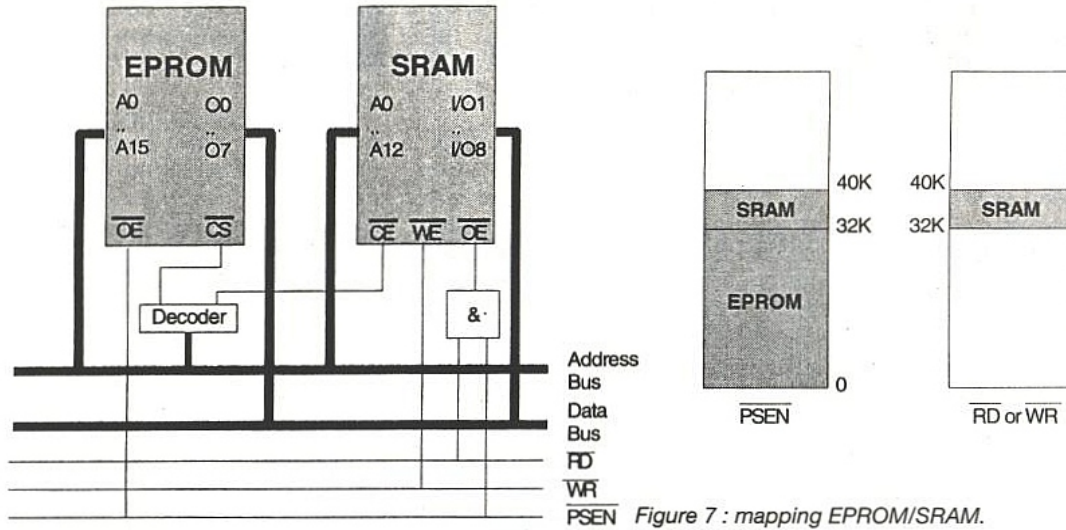 EPROM
A0 O0
.. ..
A15 O7
OE CS
SRAM
A0 I/O1
.. ..
A12 I/O8
CE WE OE
Decoder
&
Address
Bus
Data
Bus
RD
WR
PSEN
40K
SRAM
32K
EPROM
0
PSEN
40K
SRAM
32K
RD or WR
Figure 7 : mapping EPROM/SRAM.